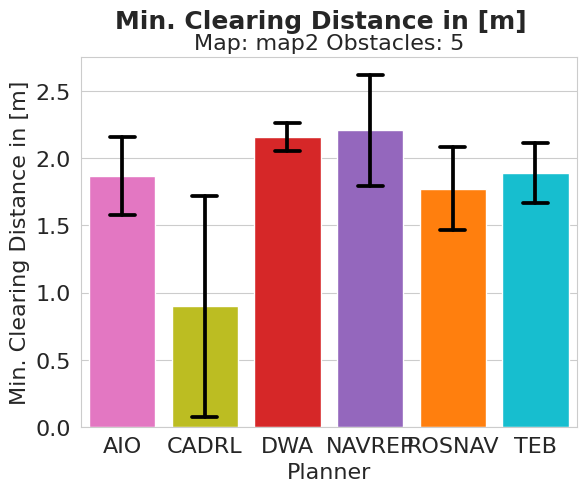 Min. Clearing Distance in [m]
Map: map2 Obstacles: 5
Min. Clearing Distance in [m]
2.5
2.0
1.5
1.0
0.5
0.0
AIO CADRL DWA NAVREP ROSNAV TEB
Planner